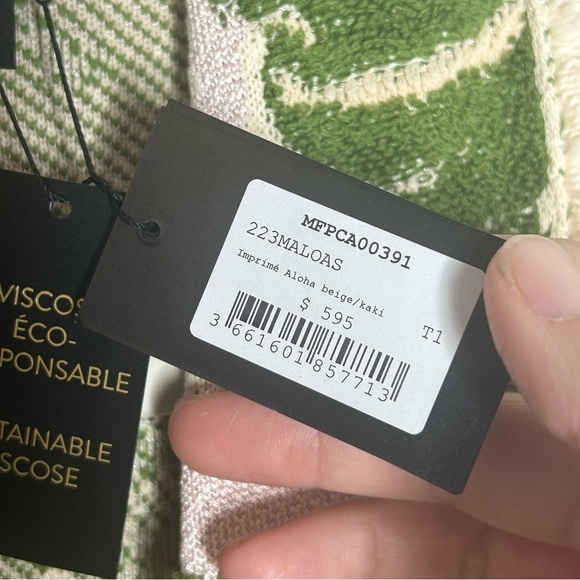 MFPCA00391
223MALOAS
Imprimé Aloha beige/kaki
$ 595
T1
3 661601 857713
VISCOS
ÉCO-
PONSABLE
TAINABLE
SCOSE